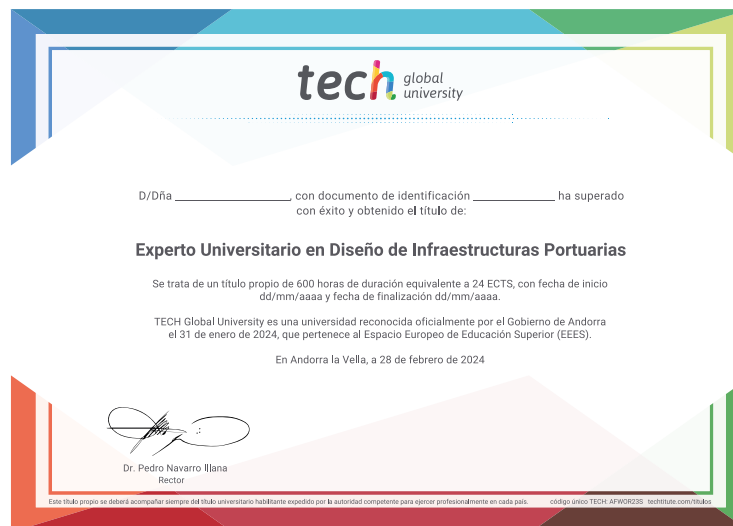 tech global university
D/Dña ____________, con documento de identificación ____________ ha superado
con éxito y obtenido el título de:
Experto Universitario en Diseño de Infraestructuras Portuarias
Se trata de un título propio de 600 horas de duración equivalente a 24 ECTS, con fecha de inicio
dd/mm/aaaa y fecha de finalización dd/mm/aaaa.
TECH Global University es una universidad reconocida oficialmente por el Gobierno de Andorra
el 31 de enero de 2024, que pertenece al Espacio Europeo de Educación Superior (EEES).
En Andorra la Vella, a 28 de febrero de 2024
Dr. Pedro Navarro Illana
Rector
Este título propio se deberá acompañar siempre del título universitario habilitante expedido por la autoridad competente para ejercer profesionalmente en cada país. código único TECH: AFWOR23S techtitute.com/titulos